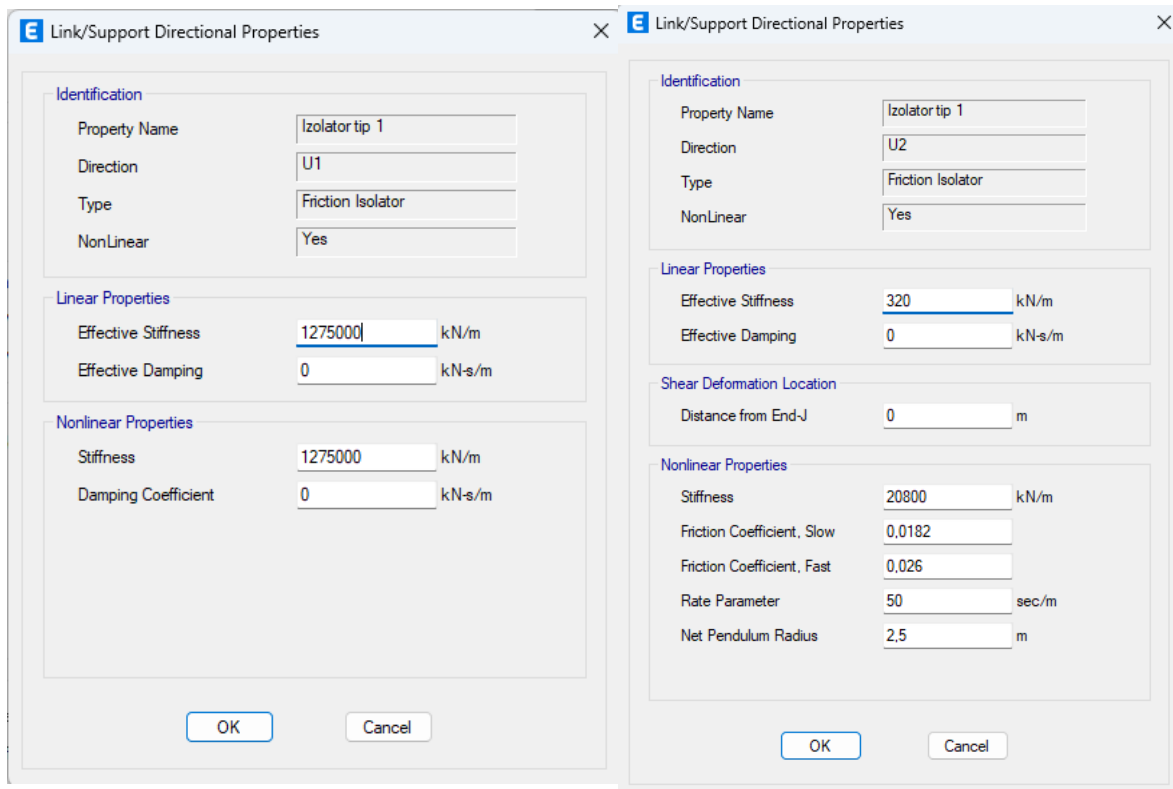 E Link/Support Directional Properties
Identification
Property Name Izolator tip 1
Direction U1
Type Friction Isolator
NonLinear Yes
Linear Properties
Effective Stiffness 1275000 kN/m
Effective Damping 0 kN-s/m
Nonlinear Properties
Stiffness 1275000 kN/m
Damping Coefficient 0 kN-s/m
OK Cancel
E Link/Support Directional Properties
Identification
Property Name Izolator tip 1
Direction U2
Type Friction Isolator
NonLinear Yes
Linear Properties
Effective Stiffness 320 kN/m
Effective Damping 0 kN-s/m
Shear Deformation Location
Distance from End-J 0 m
Nonlinear Properties
Stiffness 20800 kN/m
Friction Coefficient, Slow 0,0182
Friction Coefficient, Fast 0,026
Rate Parameter 50 sec/m
Net Pendulum Radius 2,5 m
OK Cancel